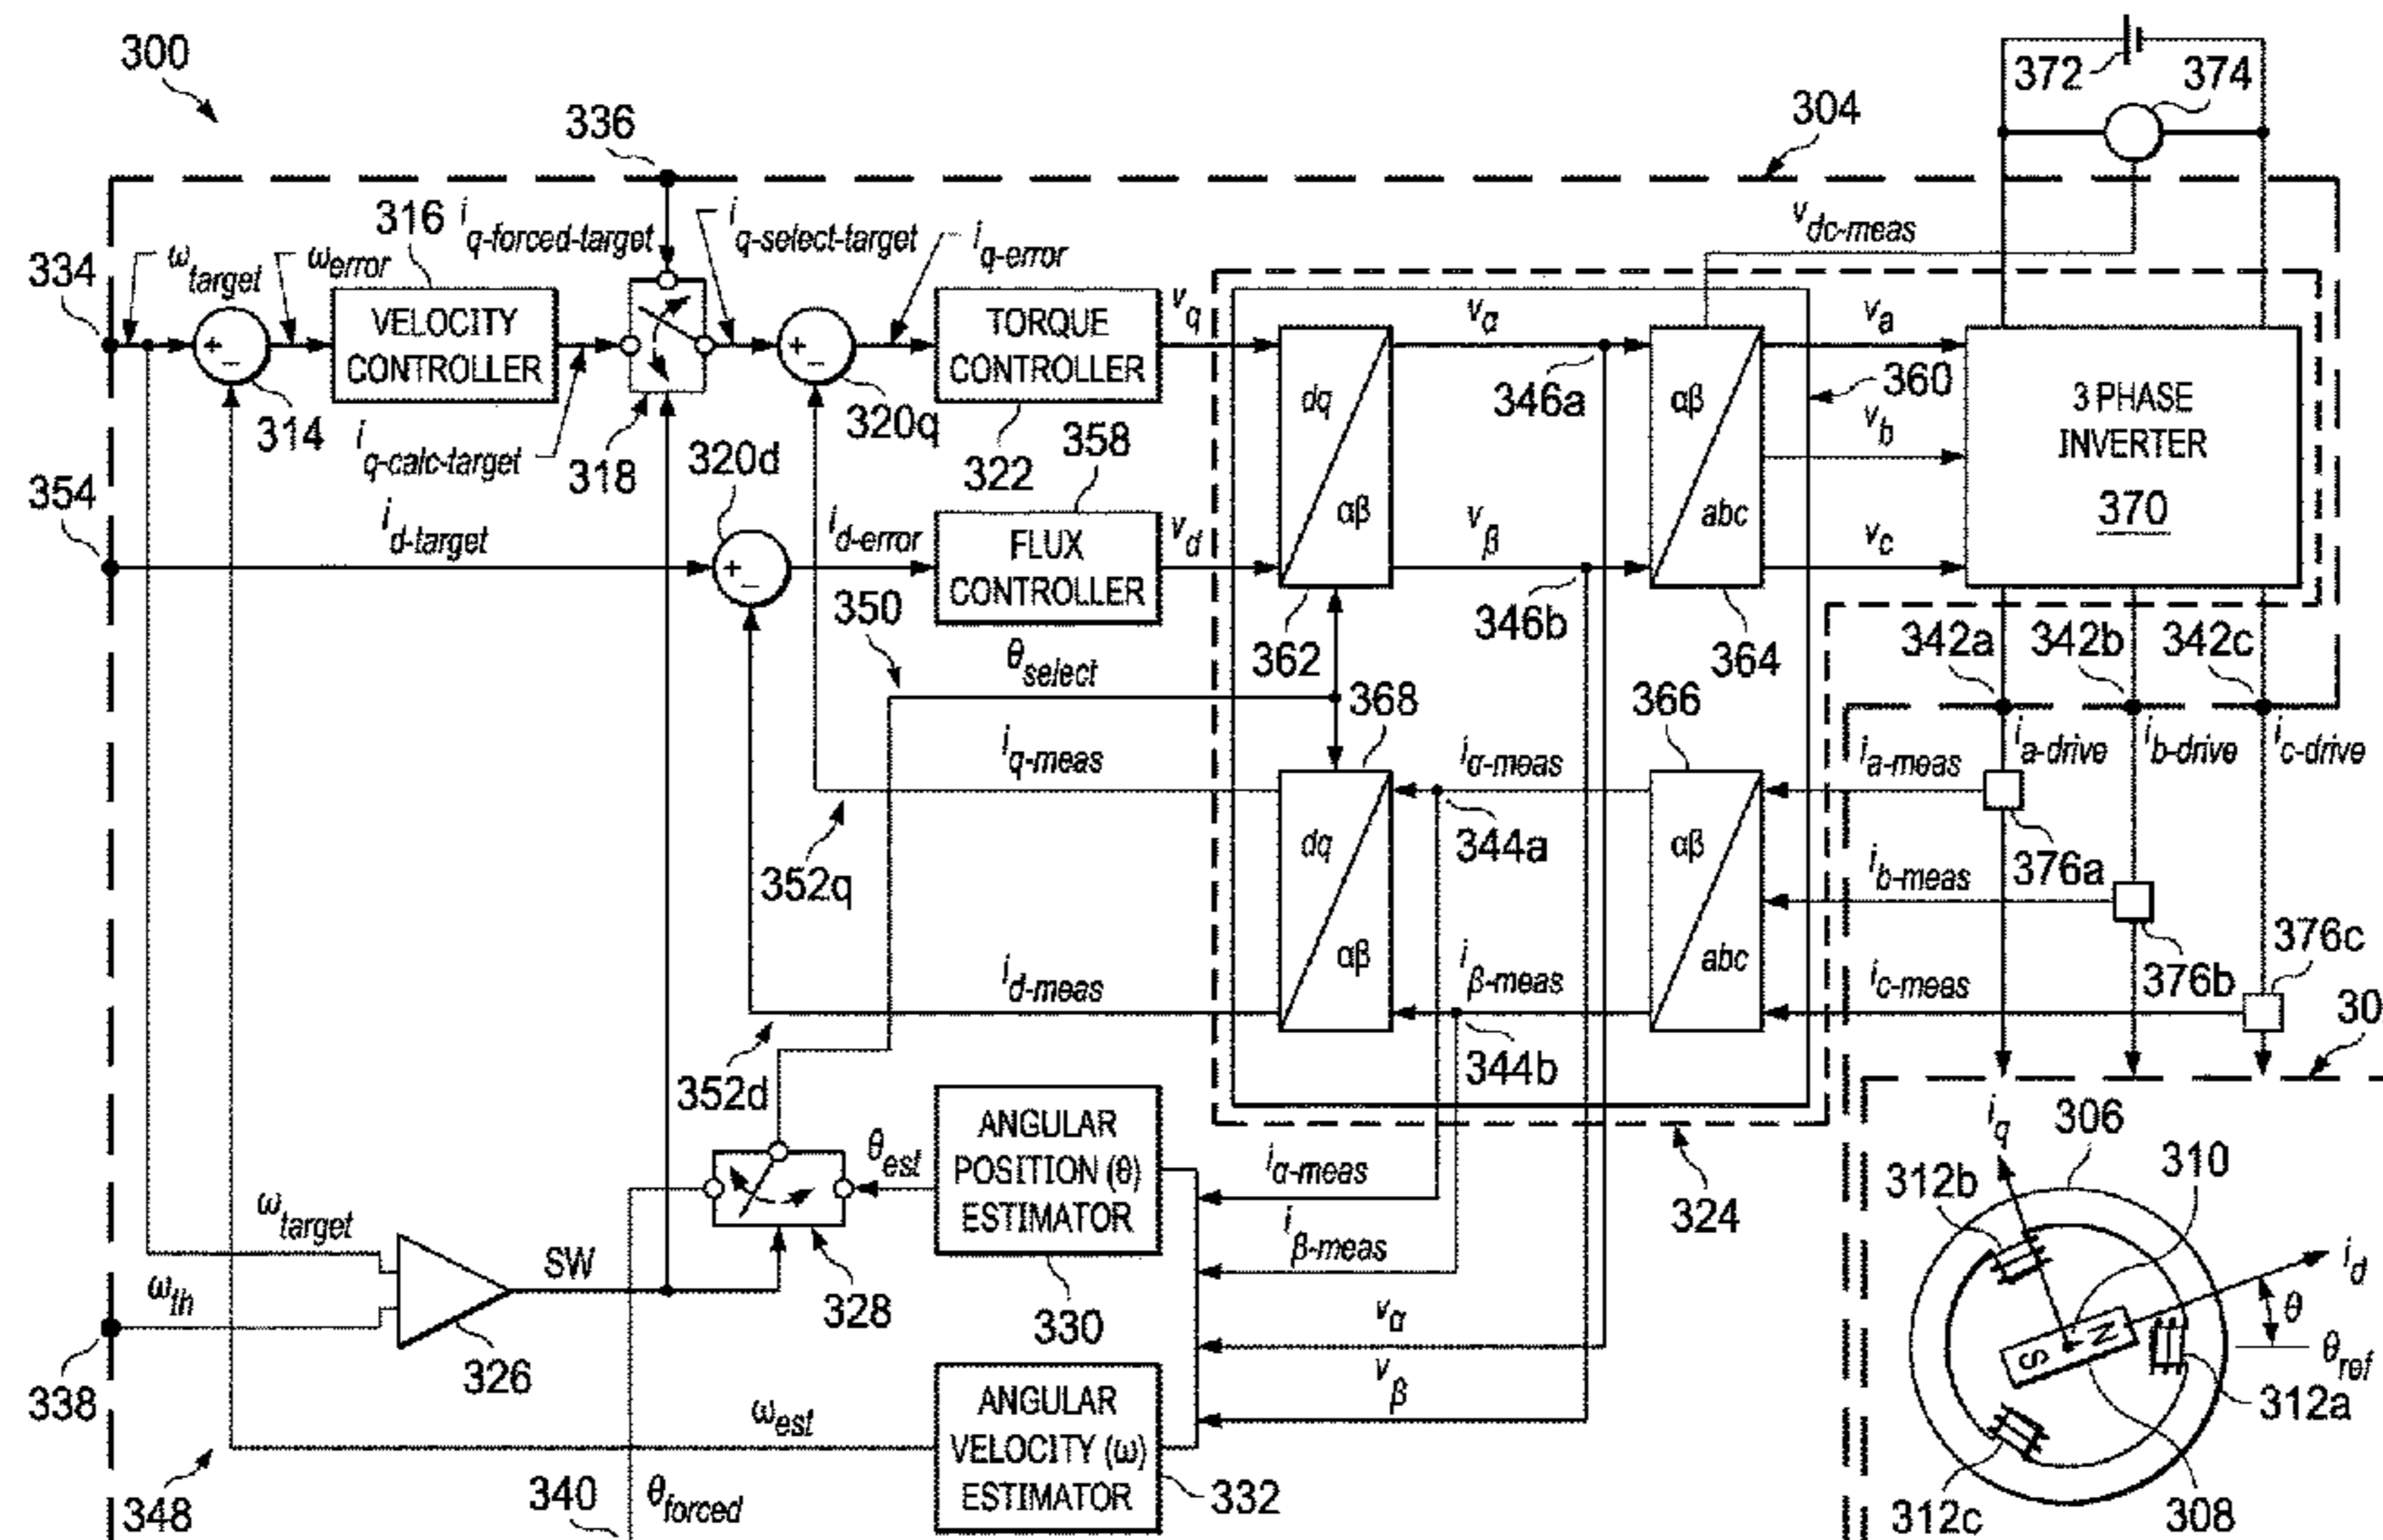 300
372
374
304
336
316
i q-forced-target
i q-select-target
i q-error
v dc-meas
334
ω target
ω error
VELOCITY
CONTROLLER
+
−
314
i q-calc-target
318
+
−
320q
TORQUE
CONTROLLER
322
v q
dq
αβ
v α
346a
αβ
abc
360
v a
v b
v c
3 PHASE
INVERTER
370
354
i d-target
320d
+
−
i d-error
358
FLUX
CONTROLLER
v d
v β
346b
350
θ select
362
364
342a
342b
342c
368
366
i q-meas
i α-meas
i a-meas
i a-drive
i b-drive
i c-drive
dq
αβ
αβ
abc
344a
352q
376a
i b-meas
376b
376c
i d-meas
i β-meas
i c-meas
30
352d
344b
ANGULAR
POSITION (θ)
ESTIMATOR
330
θ est
328
i α-meas
i β-meas
324
i q
306
310
312b
i d
θ
θ ref
N
S
312a
312c
308
ω target
ω th
SW
326
338
v α
v β
ω est
ANGULAR
VELOCITY (ω)
ESTIMATOR
332
348
340
θ forced